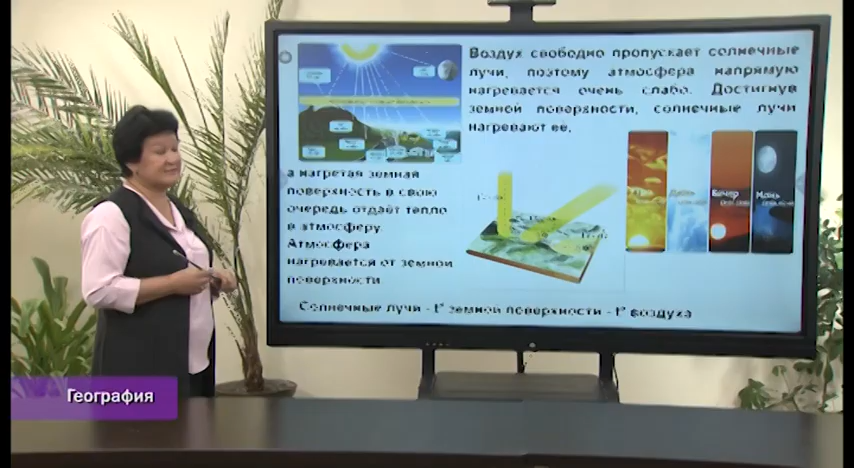 Воздух свободно пропускает солнечные
лучи, поэтому атмосфера напрямую
нагревается очень слабо. Достигнув
земной поверхности, солнечные лучи
нагревают её,
а нагретая земная
поверхность в свою
очередь отдаёт тепло
в атмосферу.
Атмосфера
нагревается от земной
поверхности
Вечер
Ночь
Солнечные лучи - t° земной поверхности - t° воздуха
География